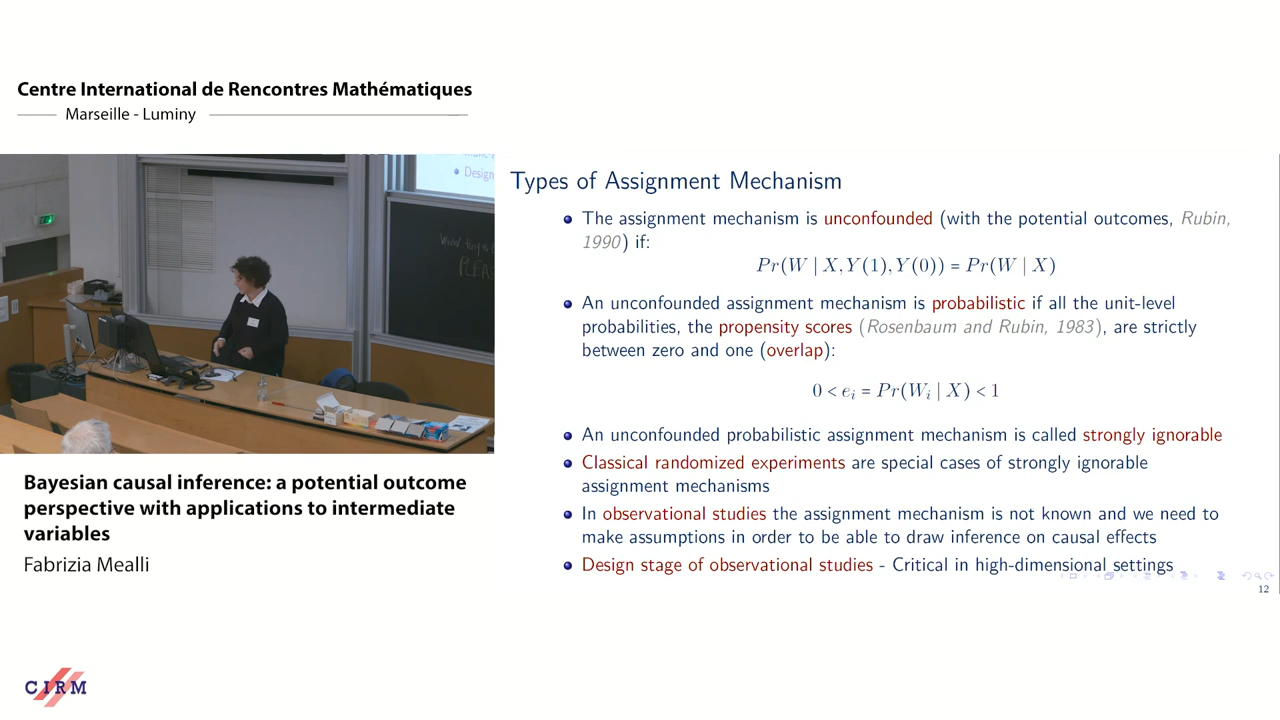 Centre International de Rencontres Mathématiques
Marseille - Luminy
Design
PLEA
Bayesian causal inference: a potential outcome
perspective with applications to intermediate
variables
Fabrizia Mealli
CIRM
Types of Assignment Mechanism
The assignment mechanism is unconfounded (with the potential outcomes, Rubin,
1990) if:
Pr(W | X, Y(1), Y(0)) = Pr(W | X)
An unconfounded assignment mechanism is probabilistic if all the unit-level
probabilities, the propensity scores (Rosenbaum and Rubin, 1983), are strictly
between zero and one (overlap):
0 < eᵢ = Pr(Wᵢ | X) < 1
An unconfounded probabilistic assignment mechanism is called strongly ignorable
Classical randomized experiments are special cases of strongly ignorable
assignment mechanisms
In observational studies the assignment mechanism is not known and we need to
make assumptions in order to be able to draw inference on causal effects
Design stage of observational studies - Critical in high-dimensional settings
12